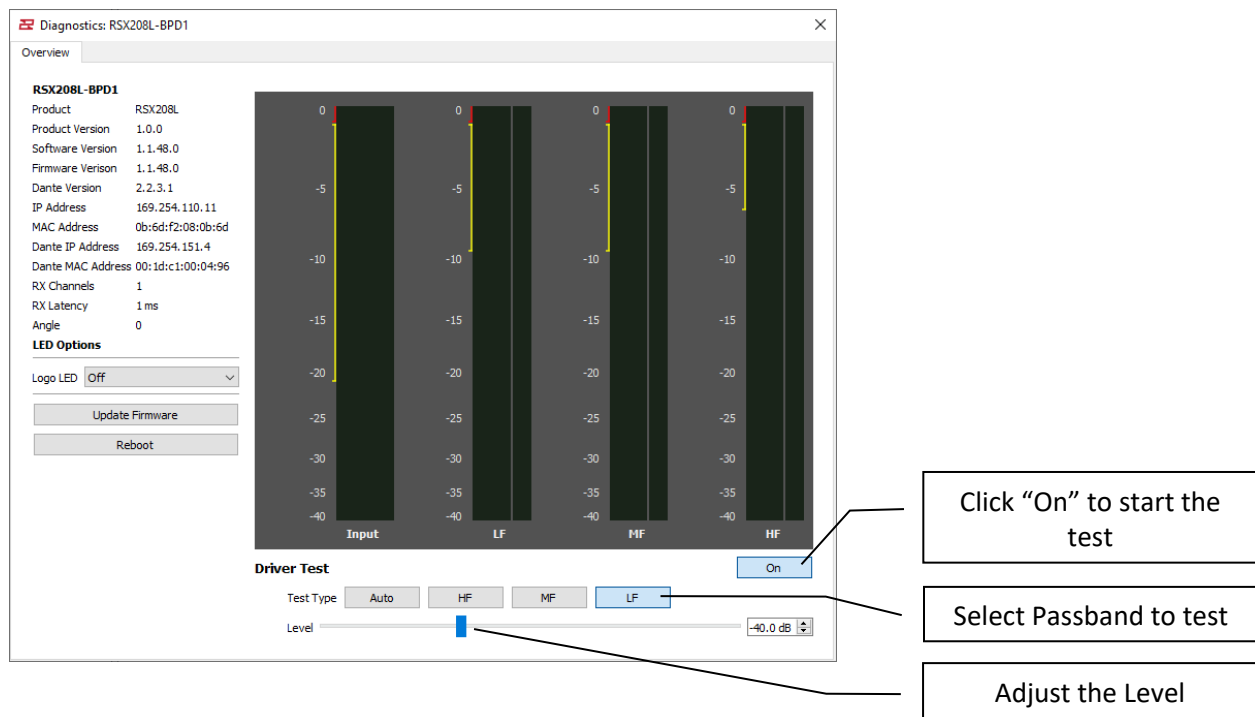 Diagnostics: RSX208L-BPD1
Overview
RSX208L-BPD1
Product RSX208L
Product Version 1.0.0
Software Version 1.1.48.0
Firmware Verison 1.1.48.0
Dante Version 2.2.3.1
IP Address 169.254.110.11
MAC Address 0b:6d:f2:08:0b:6d
Dante IP Address 169.254.151.4
Dante MAC Address 00:1d:c1:00:04:96
RX Channels 1
RX Latency 1 ms
Angle 0
LED Options
Logo LED Off
Update Firmware
Reboot
0 0 0 0
-5 -5 -5 -5
-10 -10 -10 -10
-15 -15 -15 -15
-20 -20 -20 -20
-25 -25 -25 -25
-30 -30 -30 -30
-35 -35 -35 -35
-40 -40 -40 -40
Input LF MF HF
Driver Test On
Test Type Auto HF MF LF
Level -40.0 dB
Click “On” to start the
test
Select Passband to test
Adjust the Level